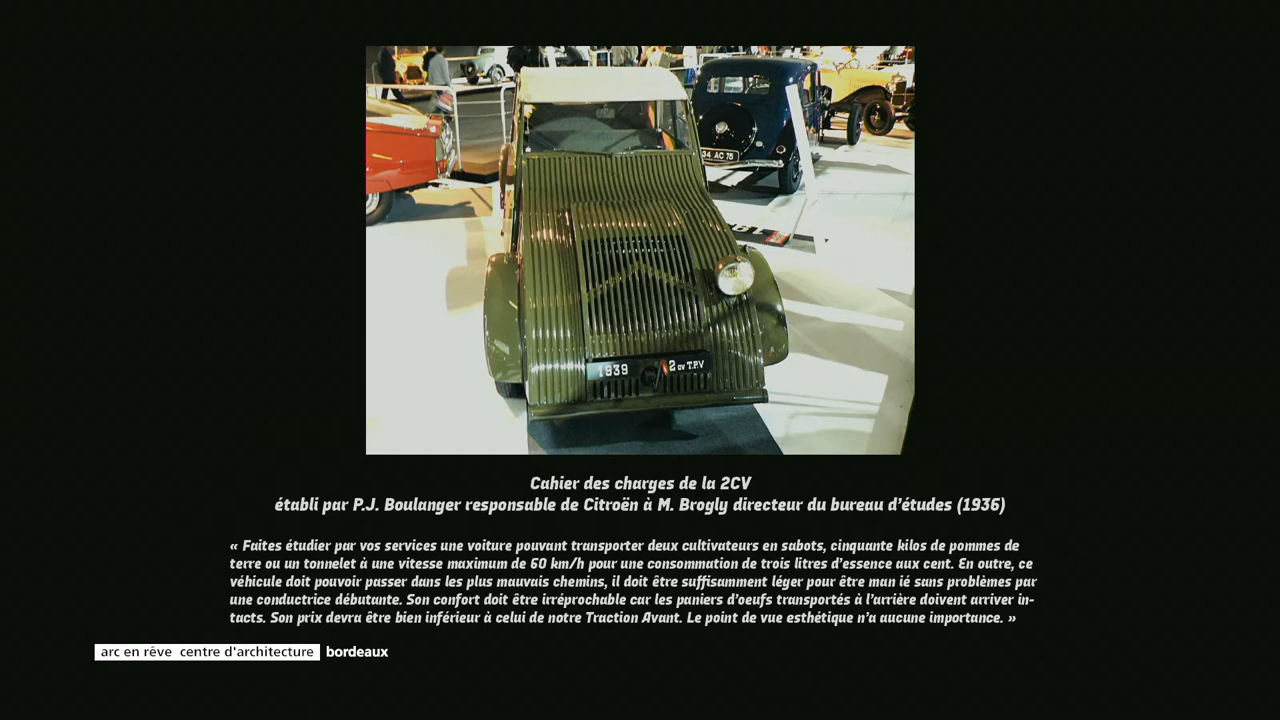 34 AC 75
1939 2 CV T.P.V
Cahier des charges de la 2CV
établi par P.J. Boulanger responsable de Citroën à M. Brogly directeur du bureau d'études (1936)
« Faites étudier par vos services une voiture pouvant transporter deux cultivateurs en sabots, cinquante kilos de pommes de
terre ou un tonnelet à une vitesse maximum de 60 km/h pour une consommation de trois litres d'essence aux cent. En outre, ce
véhicule doit pouvoir passer dans les plus mauvais chemins, il doit être suffisamment léger pour être man ié sans problèmes par
une conductrice débutante. Son confort doit être irréprochable car les paniers d'oeufs transportés à l'arrière doivent arriver in-
tacts. Son prix devra être bien inférieur à celui de notre Traction Avant. Le point de vue esthétique n'a aucune importance. »
arc en rêve centre d'architecture bordeaux